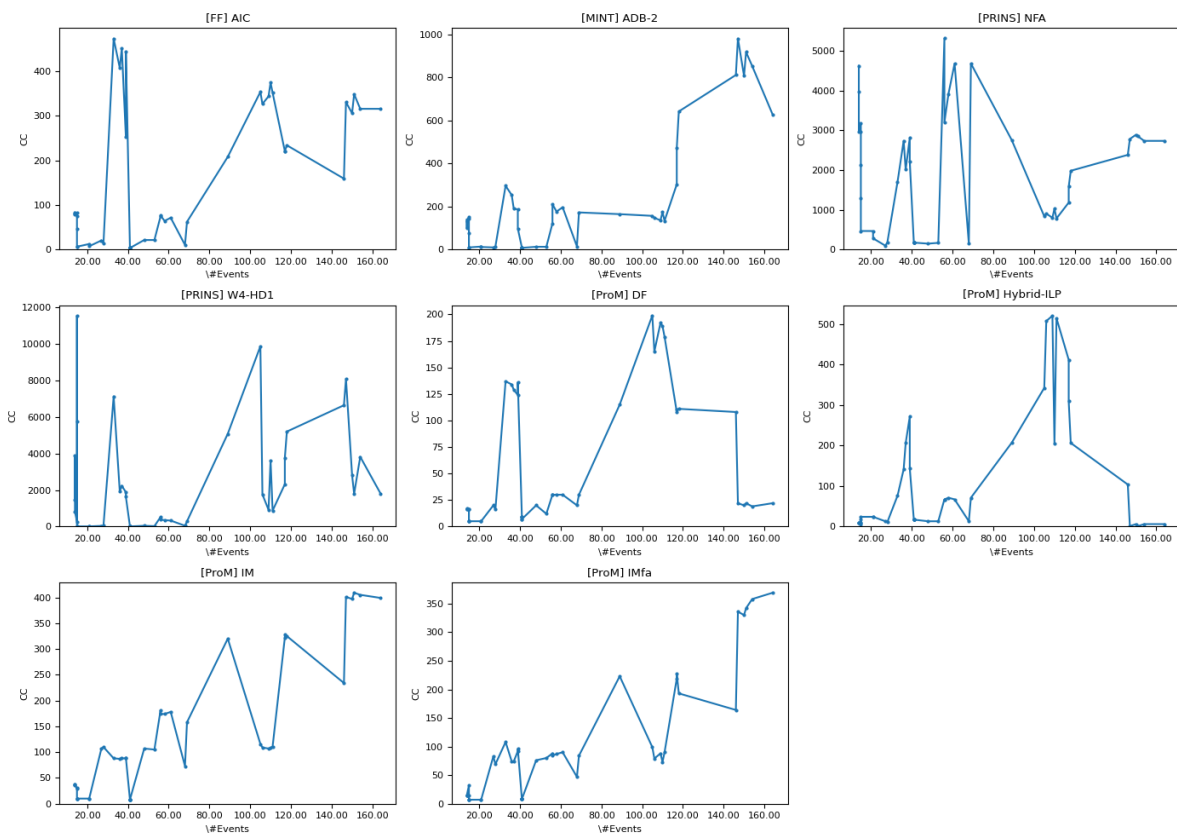 [FF] AIC
400
300
200
100
0
CC
20.00 40.00 60.00 80.00 100.00 120.00 140.00 160.00
\#Events
[MINT] ADB-2
1000
800
600
400
200
0
CC
20.00 40.00 60.00 80.00 100.00 120.00 140.00 160.00
\#Events
[PRINS] NFA
5000
4000
3000
2000
1000
0
CC
20.00 40.00 60.00 80.00 100.00 120.00 140.00 160.00
\#Events
[PRINS] W4-HD1
12000
10000
8000
6000
4000
2000
0
CC
20.00 40.00 60.00 80.00 100.00 120.00 140.00 160.00
\#Events
[ProM] DF
200
175
150
125
100
75
50
25
0
CC
20.00 40.00 60.00 80.00 100.00 120.00 140.00 160.00
\#Events
[ProM] Hybrid-ILP
500
400
300
200
100
0
CC
20.00 40.00 60.00 80.00 100.00 120.00 140.00 160.00
\#Events
[ProM] IM
400
350
300
250
200
150
100
50
0
CC
20.00 40.00 60.00 80.00 100.00 120.00 140.00 160.00
\#Events
[ProM] IMfa
350
300
250
200
150
100
50
0
CC
20.00 40.00 60.00 80.00 100.00 120.00 140.00 160.00
\#Events